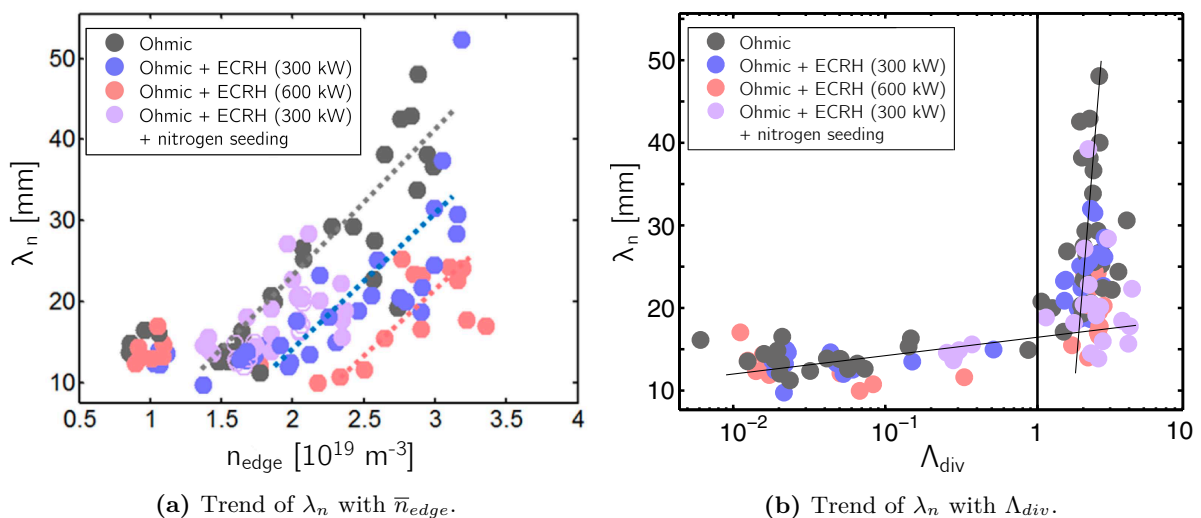 50
40
30
20
10
λn [mm]
Ohmic
Ohmic + ECRH (300 kW)
Ohmic + ECRH (600 kW)
Ohmic + ECRH (300 kW)
+ nitrogen seeding
0.5 1 1.5 2 2.5 3 3.5 4
nedge [10^19 m^-3]
(a) Trend of λn with n̅edge.
50
40
30
20
10
λn [mm]
Ohmic
Ohmic + ECRH (300 kW)
Ohmic + ECRH (600 kW)
Ohmic + ECRH (300 kW)
+ nitrogen seeding
10^-2 10^-1 1 10
Λdiv
(b) Trend of λn with Λdiv.